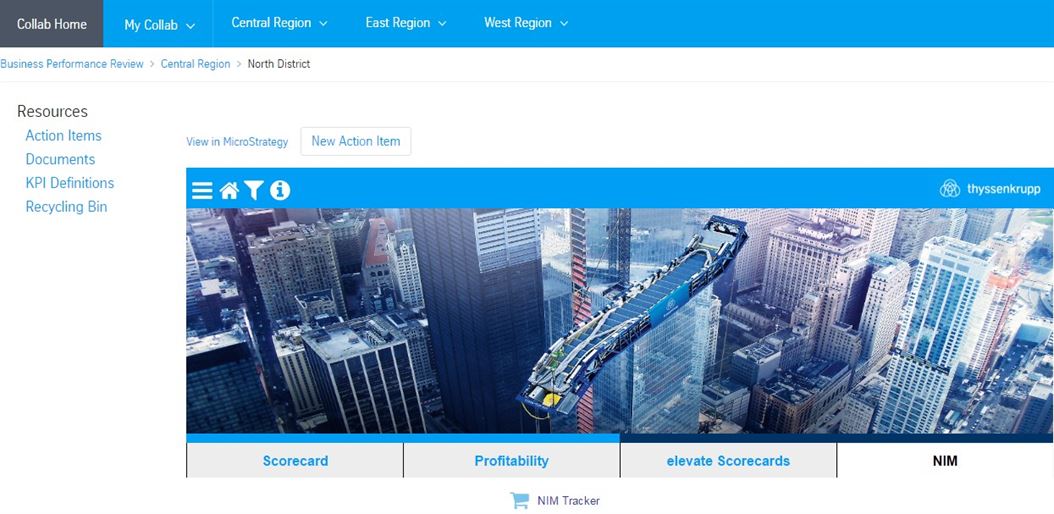 Collab Home My Collab Central Region East Region West Region
Business Performance Review > Central Region > North District
Resources
Action Items
Documents
KPI Definitions
Recycling Bin
View in MicroStrategy New Action Item
thyssenkrupp
Scorecard Profitability elevate Scorecards NIM
NIM Tracker